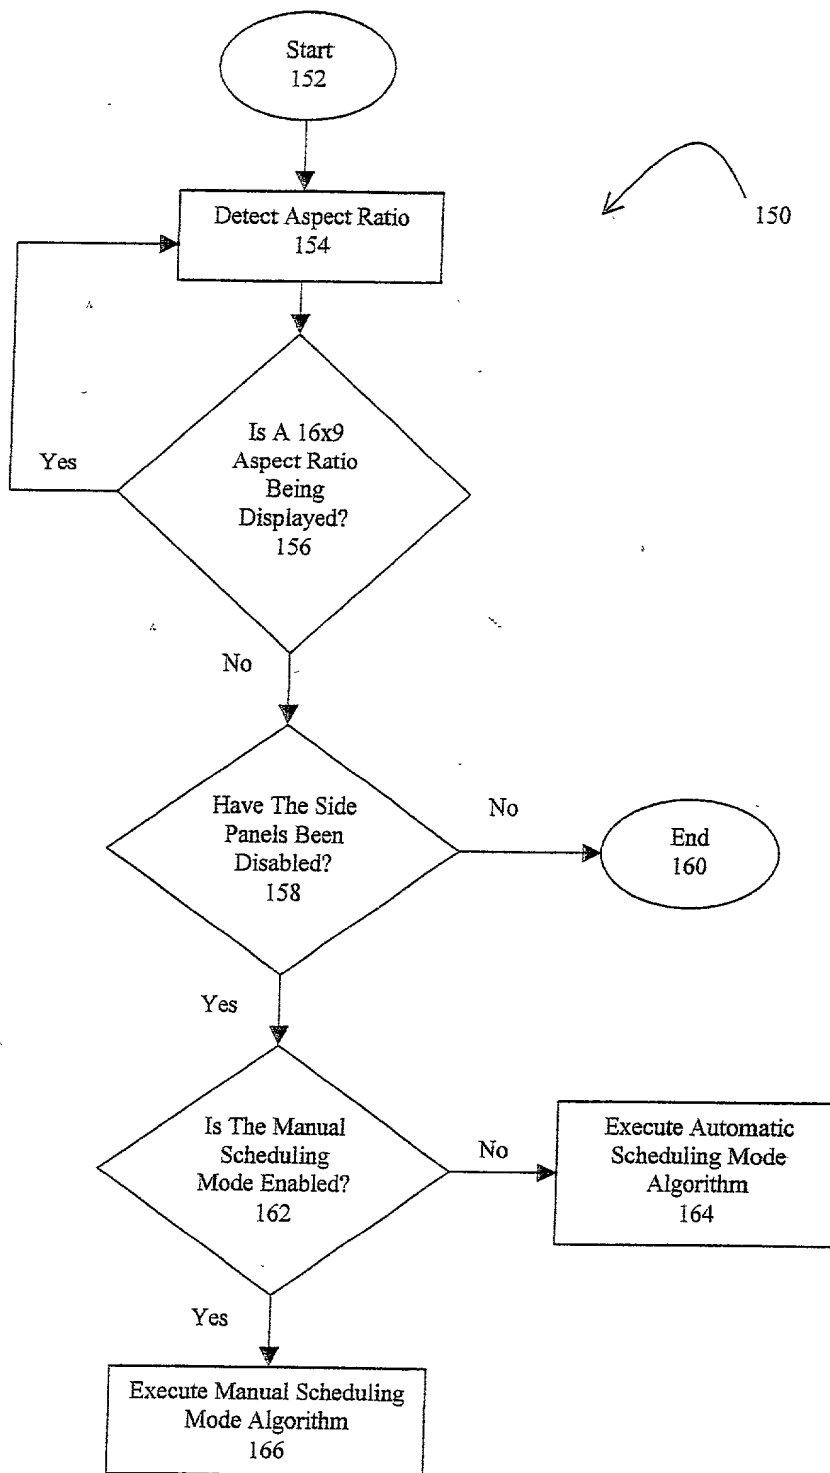 Start
152
150
Detect Aspect Ratio
154
Is A 16x9
Aspect Ratio
Being
Displayed?
156
Yes
No
Have The Side
Panels Been
Disabled?
158
No
End
160
Yes
Is The Manual
Scheduling
Mode Enabled?
162
No
Execute Automatic
Scheduling Mode
Algorithm
164
Yes
Execute Manual Scheduling
Mode Algorithm
166